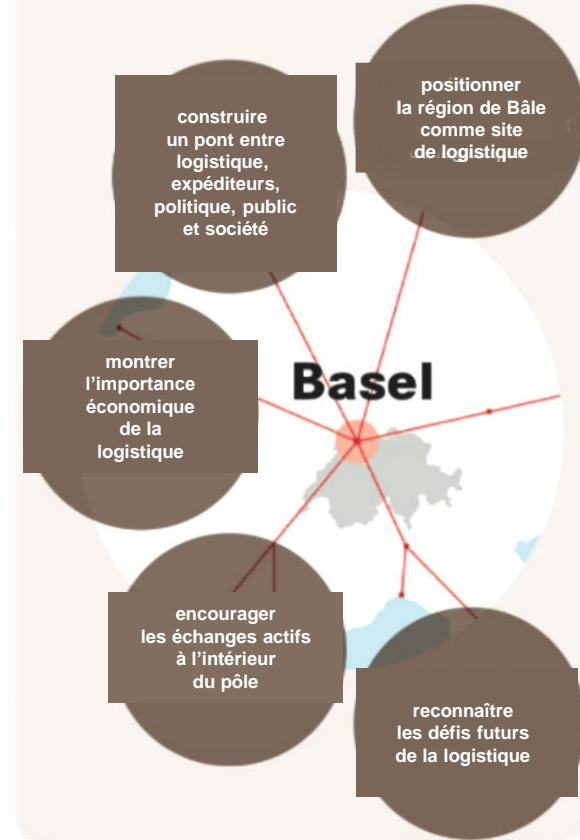 positionner
la région de Bâle
comme site
de logistique
construire
un pont entre
logistique,
expéditeurs,
politique, public
et société
montrer
l’importance
économique
de la
logistique
Basel
encourager
les échanges actifs
à l’intérieur
du pôle
reconnaître
les défis futurs
de la logistique